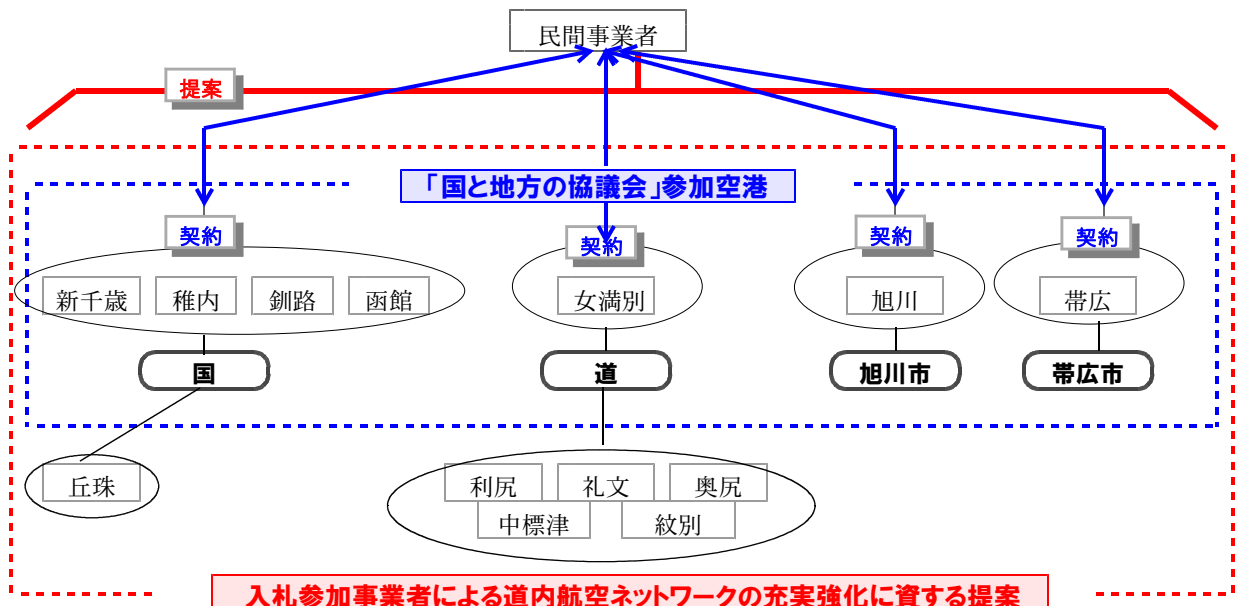 民間事業者
提案
「国と地方の協議会」参加空港
契約
契約
契約
契約
新千歳
稚内
釧路
函館
女満別
旭川
帯広
国
道
旭川市
帯広市
丘珠
利尻
礼文
奥尻
中標津
紋別
入札参加事業者による道内航空ネットワークの充実強化に資する提案